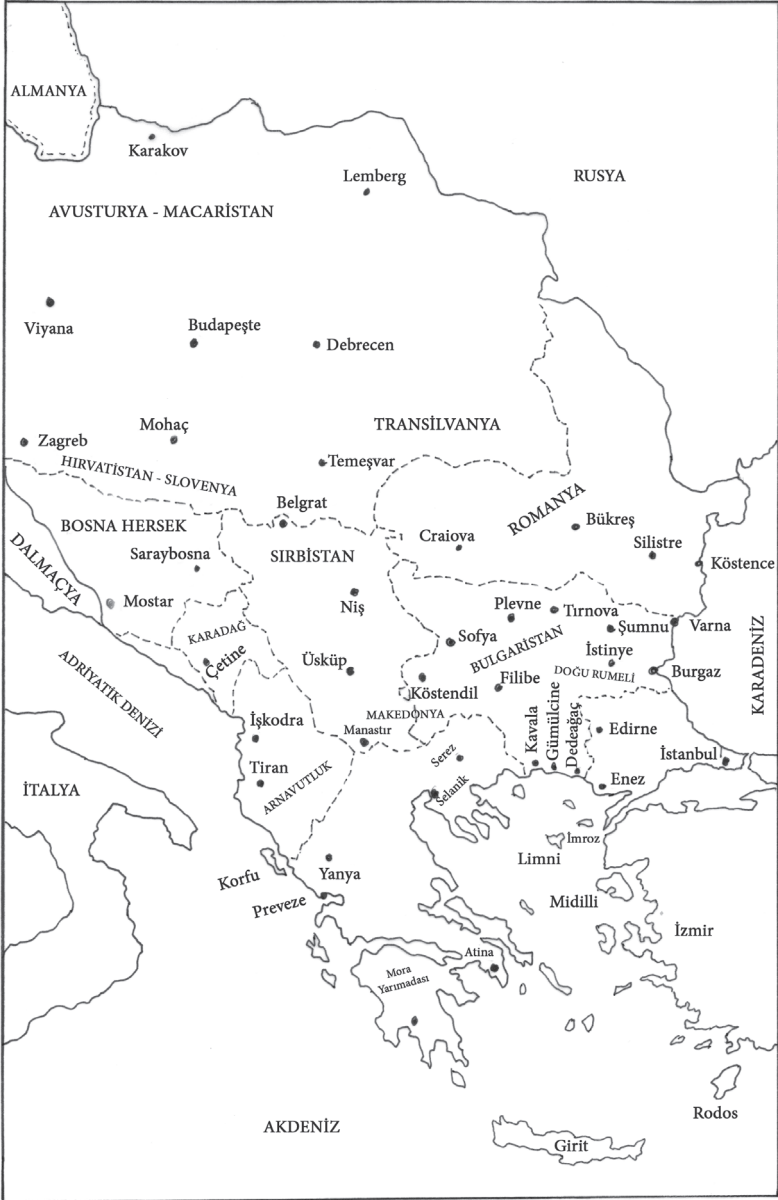 ALMANYA
Karakov
Lemberg
RUSYA
AVUSTURYA - MACARİSTAN
Viyana
Budapeşte
Debrecen
Mohaç
TRANSİLVANYA
Zagreb
Temeşvar
HIRVATİSTAN - SLOVENYA
Belgrat
ROMANYA
BOSNA HERSEK
Craiova
Bükreş
Silistre
DALMAÇYA
Saraybosna
SIRBİSTAN
Köstence
Mostar
Niş
Plevne
Tırnova
Şumnu
Varna
KARADAĞ
Sofya
BULGARİSTAN
İstinye
KARADENİZ
ADRİYATİK DENİZİ
Çetine
Üsküp
Köstendil
Filibe
DOĞU RUMELİ
Burgaz
MAKEDONYA
İşkodra
Manastır
Kavala
Gümülcine
Dedeağaç
Edirne
İstanbul
Serez
Tiran
ARNAVUTLUK
Selanik
Enez
İTALYA
İmroz
Limni
Korfu
Yanya
Preveze
Midilli
İzmir
Atina
Mora
Yarımadası
Rodos
AKDENİZ
Girit